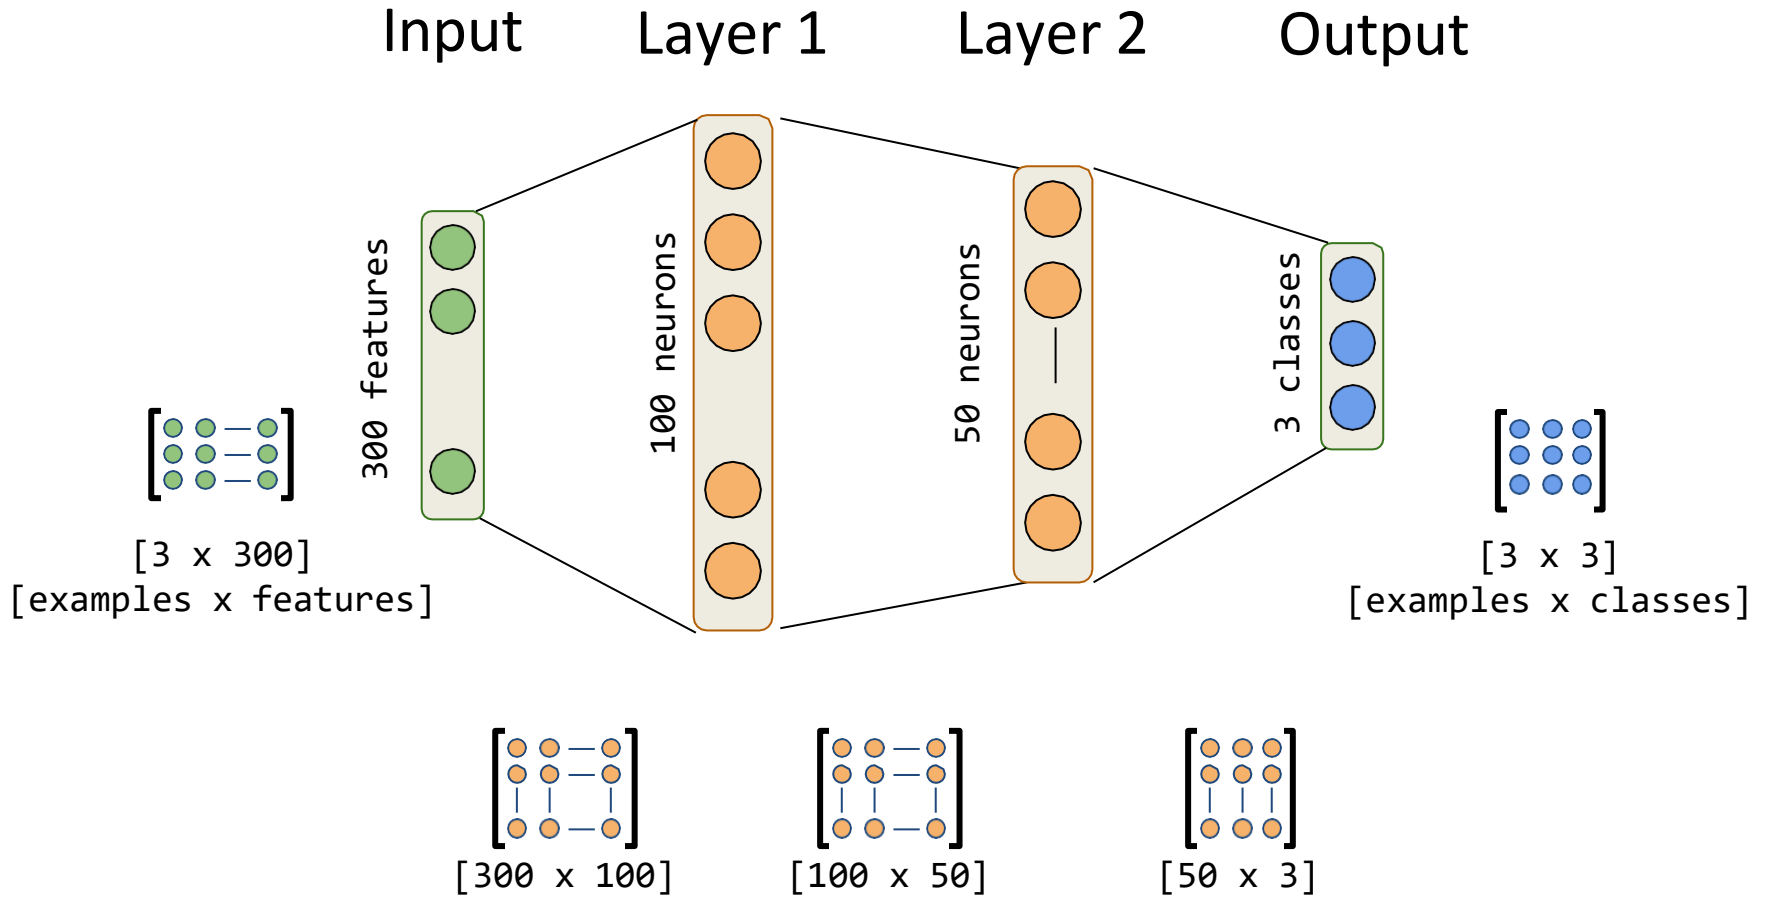 Input
Layer 1
Layer 2
Output
300 features
100 neurons
50 neurons
3 classes
[3 x 300]
[examples x features]
[3 x 3]
[examples x classes]
[300 x 100]
[100 x 50]
[50 x 3]